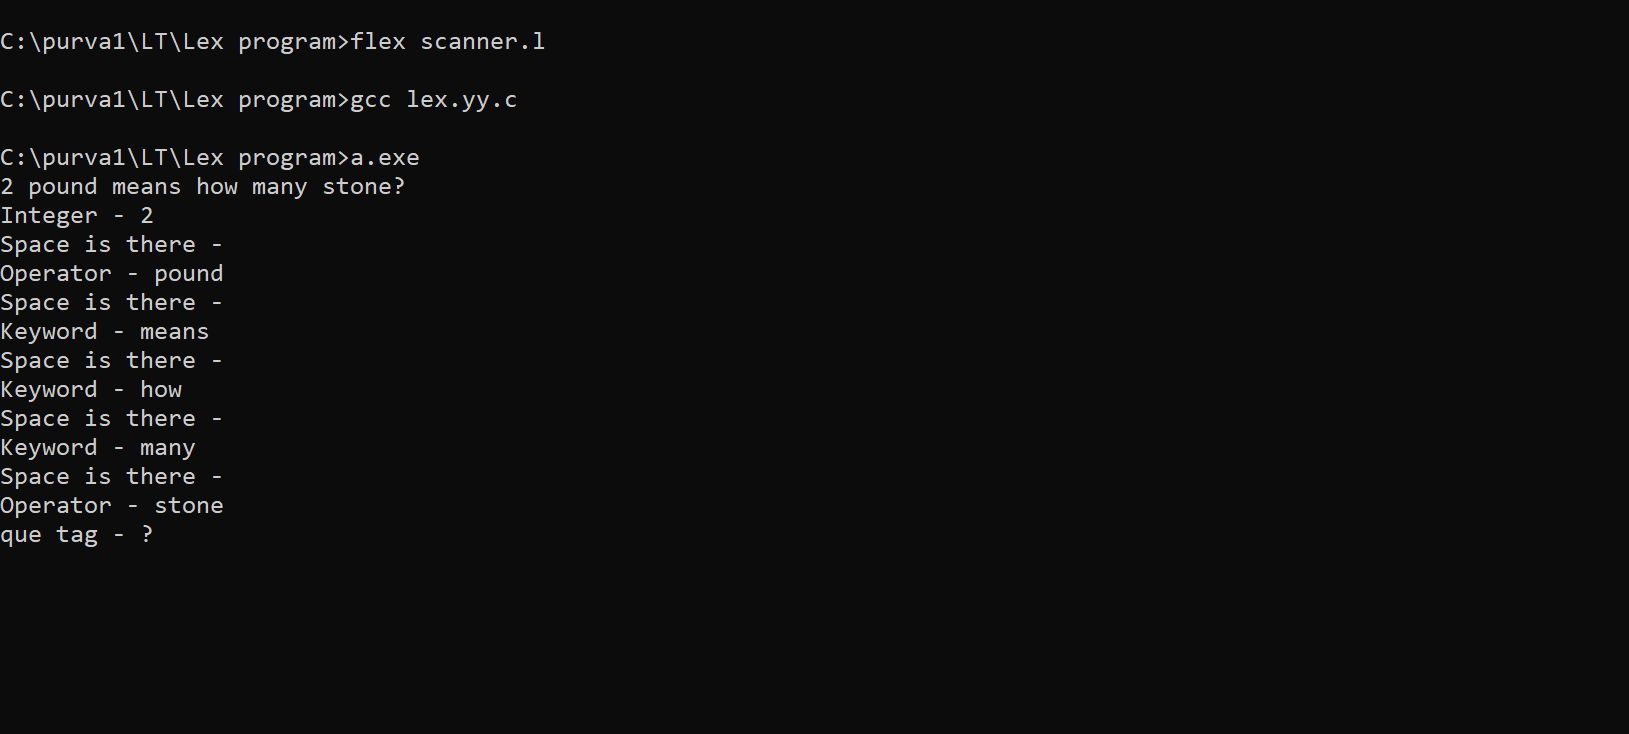 C:\purva1\LT\Lex program>flex scanner.l
C:\purva1\LT\Lex program>gcc lex.yy.c
C:\purva1\LT\Lex program>a.exe
2 pound means how many stone?
Integer - 2
Space is there -
Operator - pound
Space is there -
Keyword - means
Space is there -
Keyword - how
Space is there -
Keyword - many
Space is there -
Operator - stone
que tag - ?